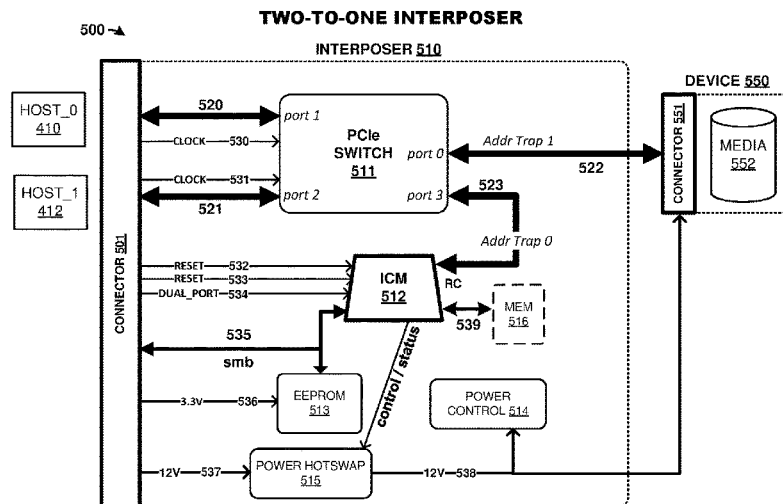 TWO-TO-ONE INTERPOSER
500
INTERPOSER 510
DEVICE 550
HOST_0
410
HOST_1
412
CONNECTOR 501
520
CLOCK 530
CLOCK 531
521
port 1
port 2
PCIe
SWITCH
511
port 0
port 3
Addr Trap 1
522
523
Addr Trap 0
CONNECTOR 551
MEDIA
552
RESET 532
RESET 533
DUAL_PORT 534
ICM
512
RC
539
MEM
516
535
smb
control / status
3.3V 536
EEPROM
513
POWER
CONTROL 514
12V 537
POWER HOTSWAP
515
12V 538